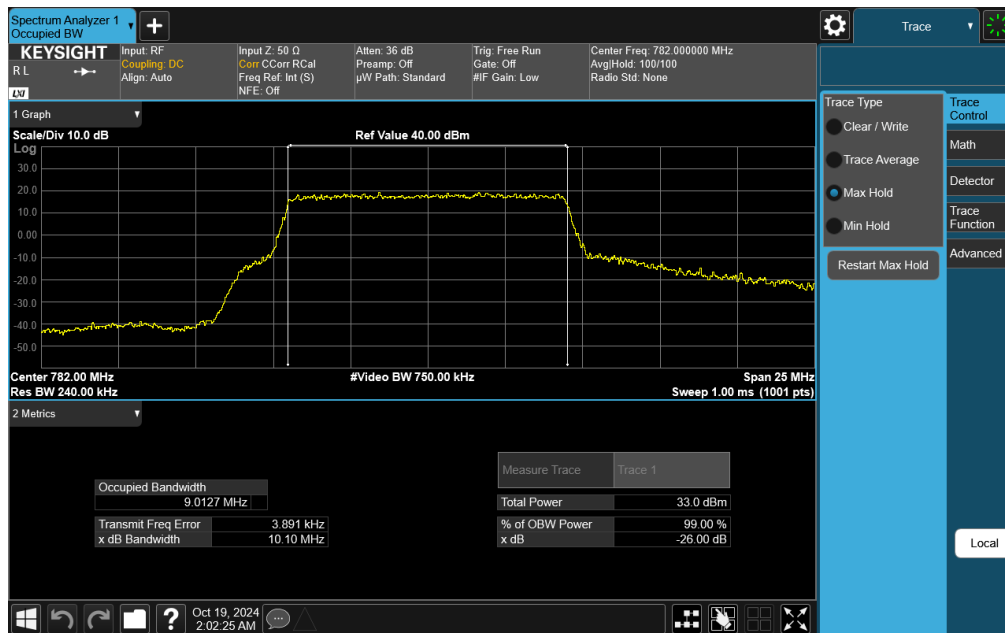 Spectrum Analyzer 1
Occupied BW
+
Trace
KEYSIGHT
R L
LXI
Input: RF
Coupling: DC
Align: Auto
Input Z: 50 Ω
Corr CCorr RCal
Freq Ref: Int (S)
NFE: Off
Atten: 36 dB
Preamp: Off
µW Path: Standard
Trig: Free Run
Gate: Off
#IF Gain: Low
Center Freq: 782.000000 MHz
Avg|Hold: 100/100
Radio Std: None
1 Graph
Scale/Div 10.0 dB
Ref Value 40.00 dBm
Log
30.0
20.0
10.0
0.00
-10.0
-20.0
-30.0
-40.0
-50.0
Center 782.00 MHz
#Video BW 750.00 kHz
Span 25 MHz
Res BW 240.00 kHz
Sweep 1.00 ms (1001 pts)
2 Metrics
Measure Trace
Trace 1
Occupied Bandwidth
9.0127 MHz
Total Power
33.0 dBm
Transmit Freq Error
3.891 kHz
% of OBW Power
99.00 %
x dB Bandwidth
10.10 MHz
x dB
-26.00 dB
Trace Type
Clear / Write
Trace Average
Max Hold
Min Hold
Restart Max Hold
Trace
Control
Math
Detector
Trace
Function
Advanced
Local
?
Oct 19, 2024
2:02:25 AM